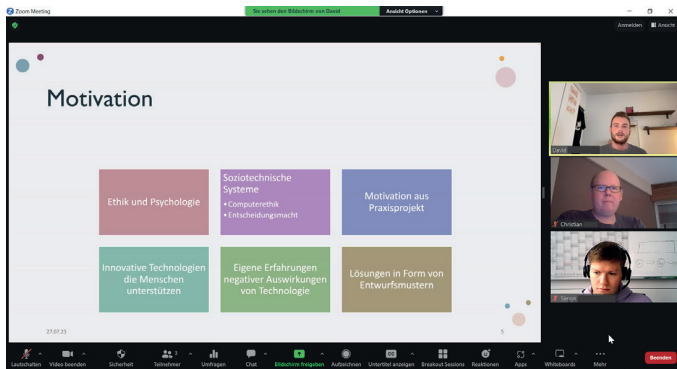 Zoom Meeting
Sie sehen den Bildschirm von David
Ansicht Optionen
Anmelden
Ansicht
Motivation
Ethik und Psychologie
Soziotechnische
Systeme
• Computerethik
• Entscheidungsmacht
Motivation aus
Praxisprojekt
Innovative Technologien
die Menschen
unterstützen
Eigene Erfahrungen
negativer Auswirkungen
von Technologie
Lösungen in Form von
Entwurfsmustern
27.07.23
5
David
Christian
Simon
Lautschalten
Video beenden
Sicherheit
Teilnehmer
3
Umfragen
Chat
Bildschirm freigeben
Aufzeichnen
CC
Untertitel anzeigen
Breakout Sessions
Reaktionen
Apps
Whiteboards
Mehr
Beenden